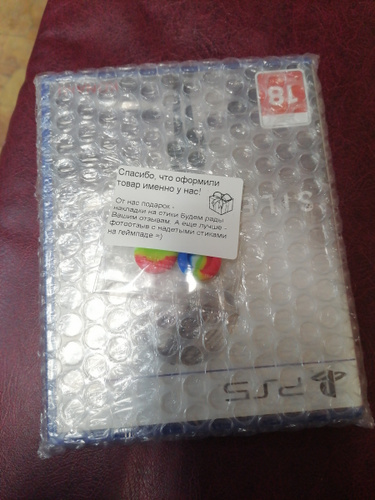 Спасибо, что оформили
товар именно у нас!
От нас подарок -
накладки на стики будем рады
Вашим отзывам. А еще лучше -
фотоотзыв с надетыми стиками
на геймпаде =)
18
PS5